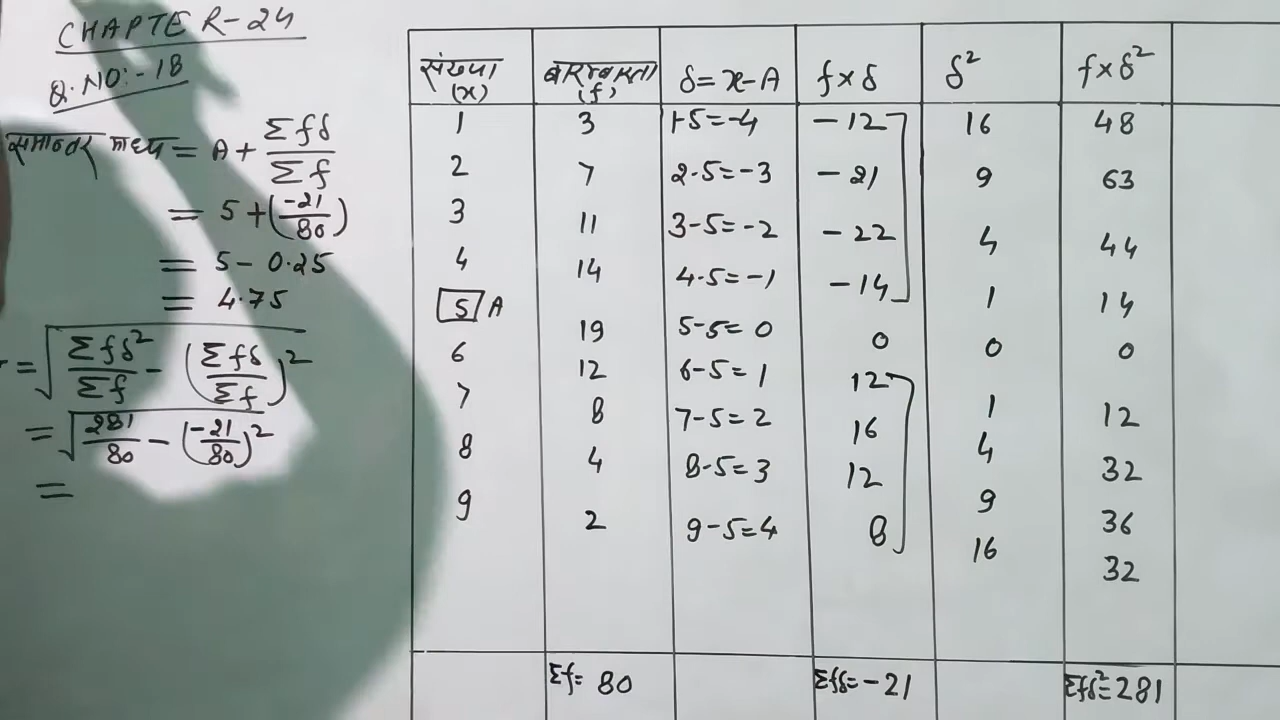 CHAPTER-24
Q.NO:-18
समान्तर माध्य = A + Σfδ / Σf
= 5 + (-21 / 80)
= 5 - 0.25
= 4.75
= √( Σfδ² / Σf - (Σfδ / Σf)² )
= √( 281 / 80 - (-21 / 80)² )
=
संख्या (x) बारम्बारता (f) δ = x - A f × δ δ² f × δ²
1 3 1-5=-4 -12 16 48
2 7 2-5=-3 -21 9 63
3 11 3-5=-2 -22 4 44
4 14 4-5=-1 -14 1 14
5 A 19 5-5=0 0 0 0
6 12 6-5=1 12 1 12
7 8 7-5=2 16 4 32
8 4 8-5=3 12 9 36
9 2 9-5=4 8 16 32
Σf= 80 Σfδ= -21 Σfδ²= 281